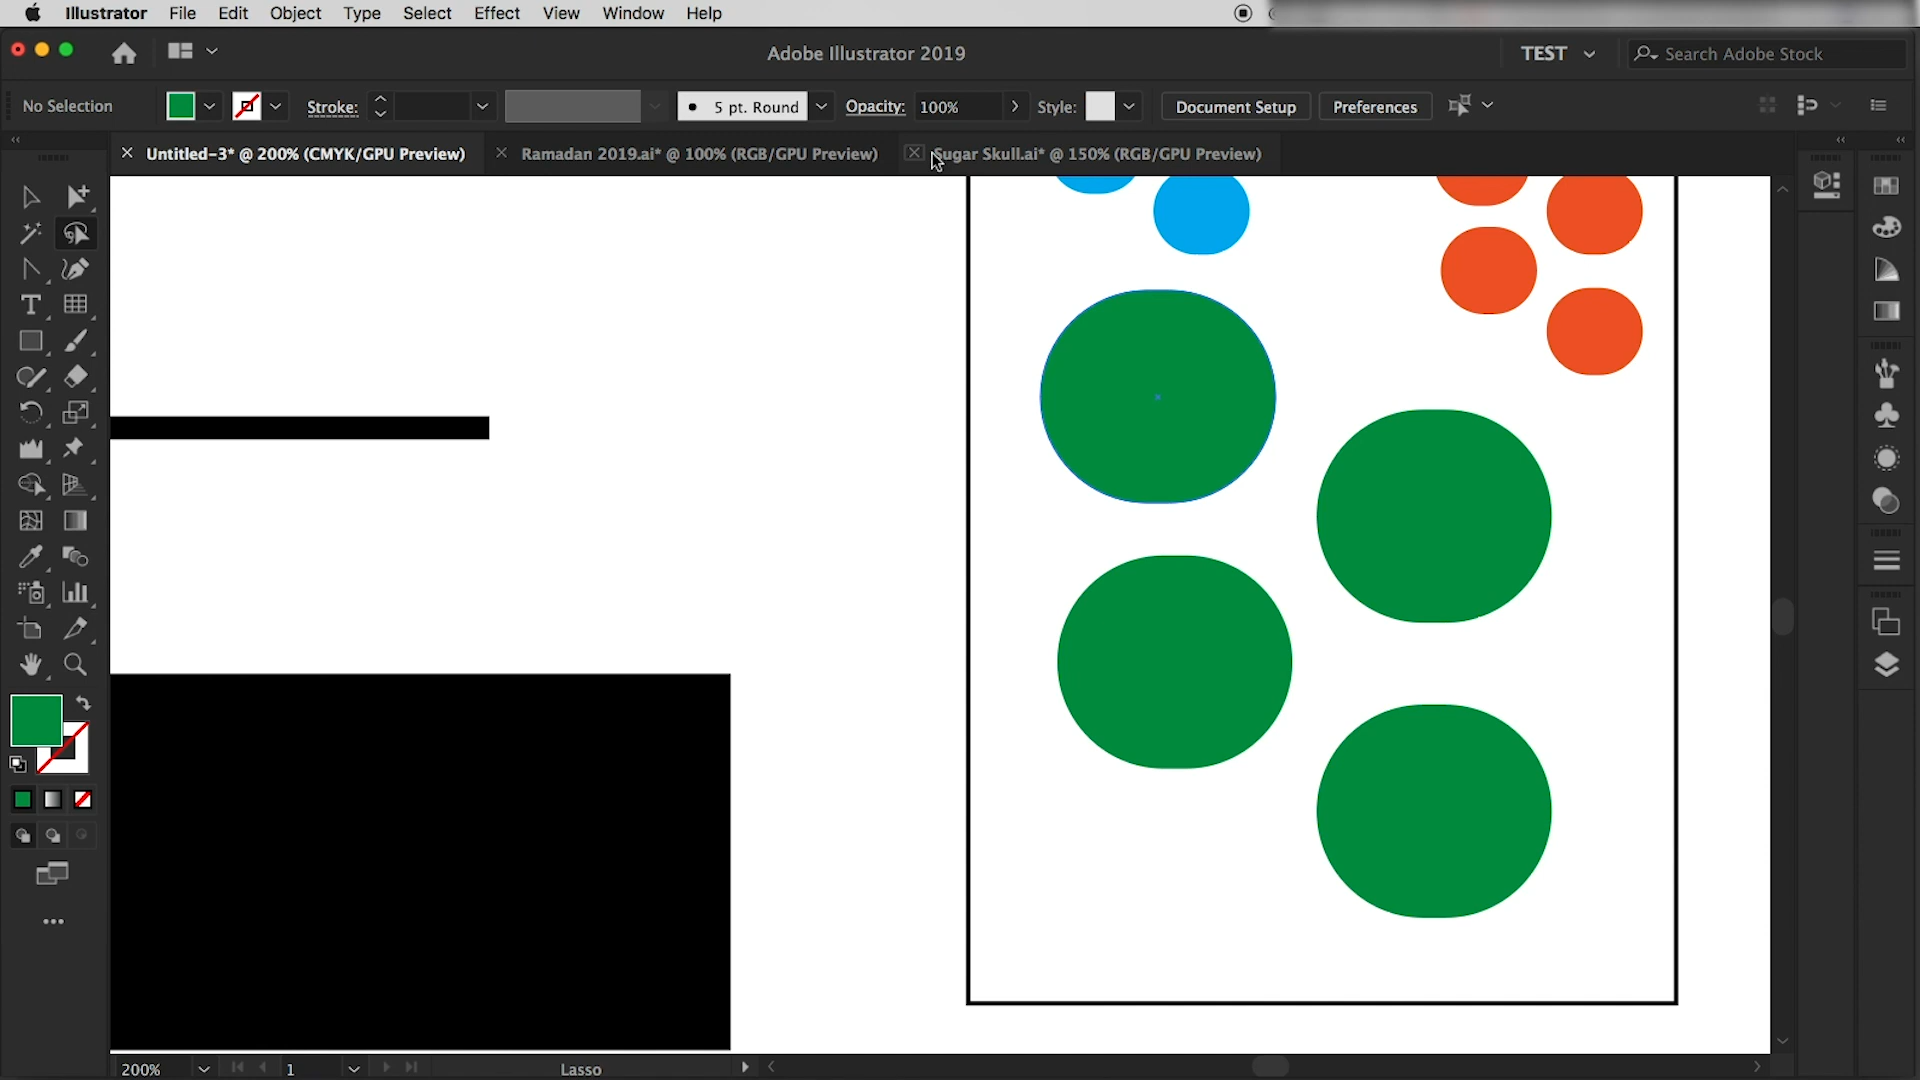 Illustrator File Edit Object Type Select Effect View Window Help
Adobe Illustrator 2019
TEST
Search Adobe Stock
No Selection
Stroke:
5 pt. Round
Opacity: 100%
Style:
Document Setup
Preferences
Untitled-3* @ 200% (CMYK/GPU Preview)
Ramadan 2019.ai* @ 100% (RGB/GPU Preview)
Sugar Skull.ai* @ 150% (RGB/GPU Preview)
200%
1
Lasso